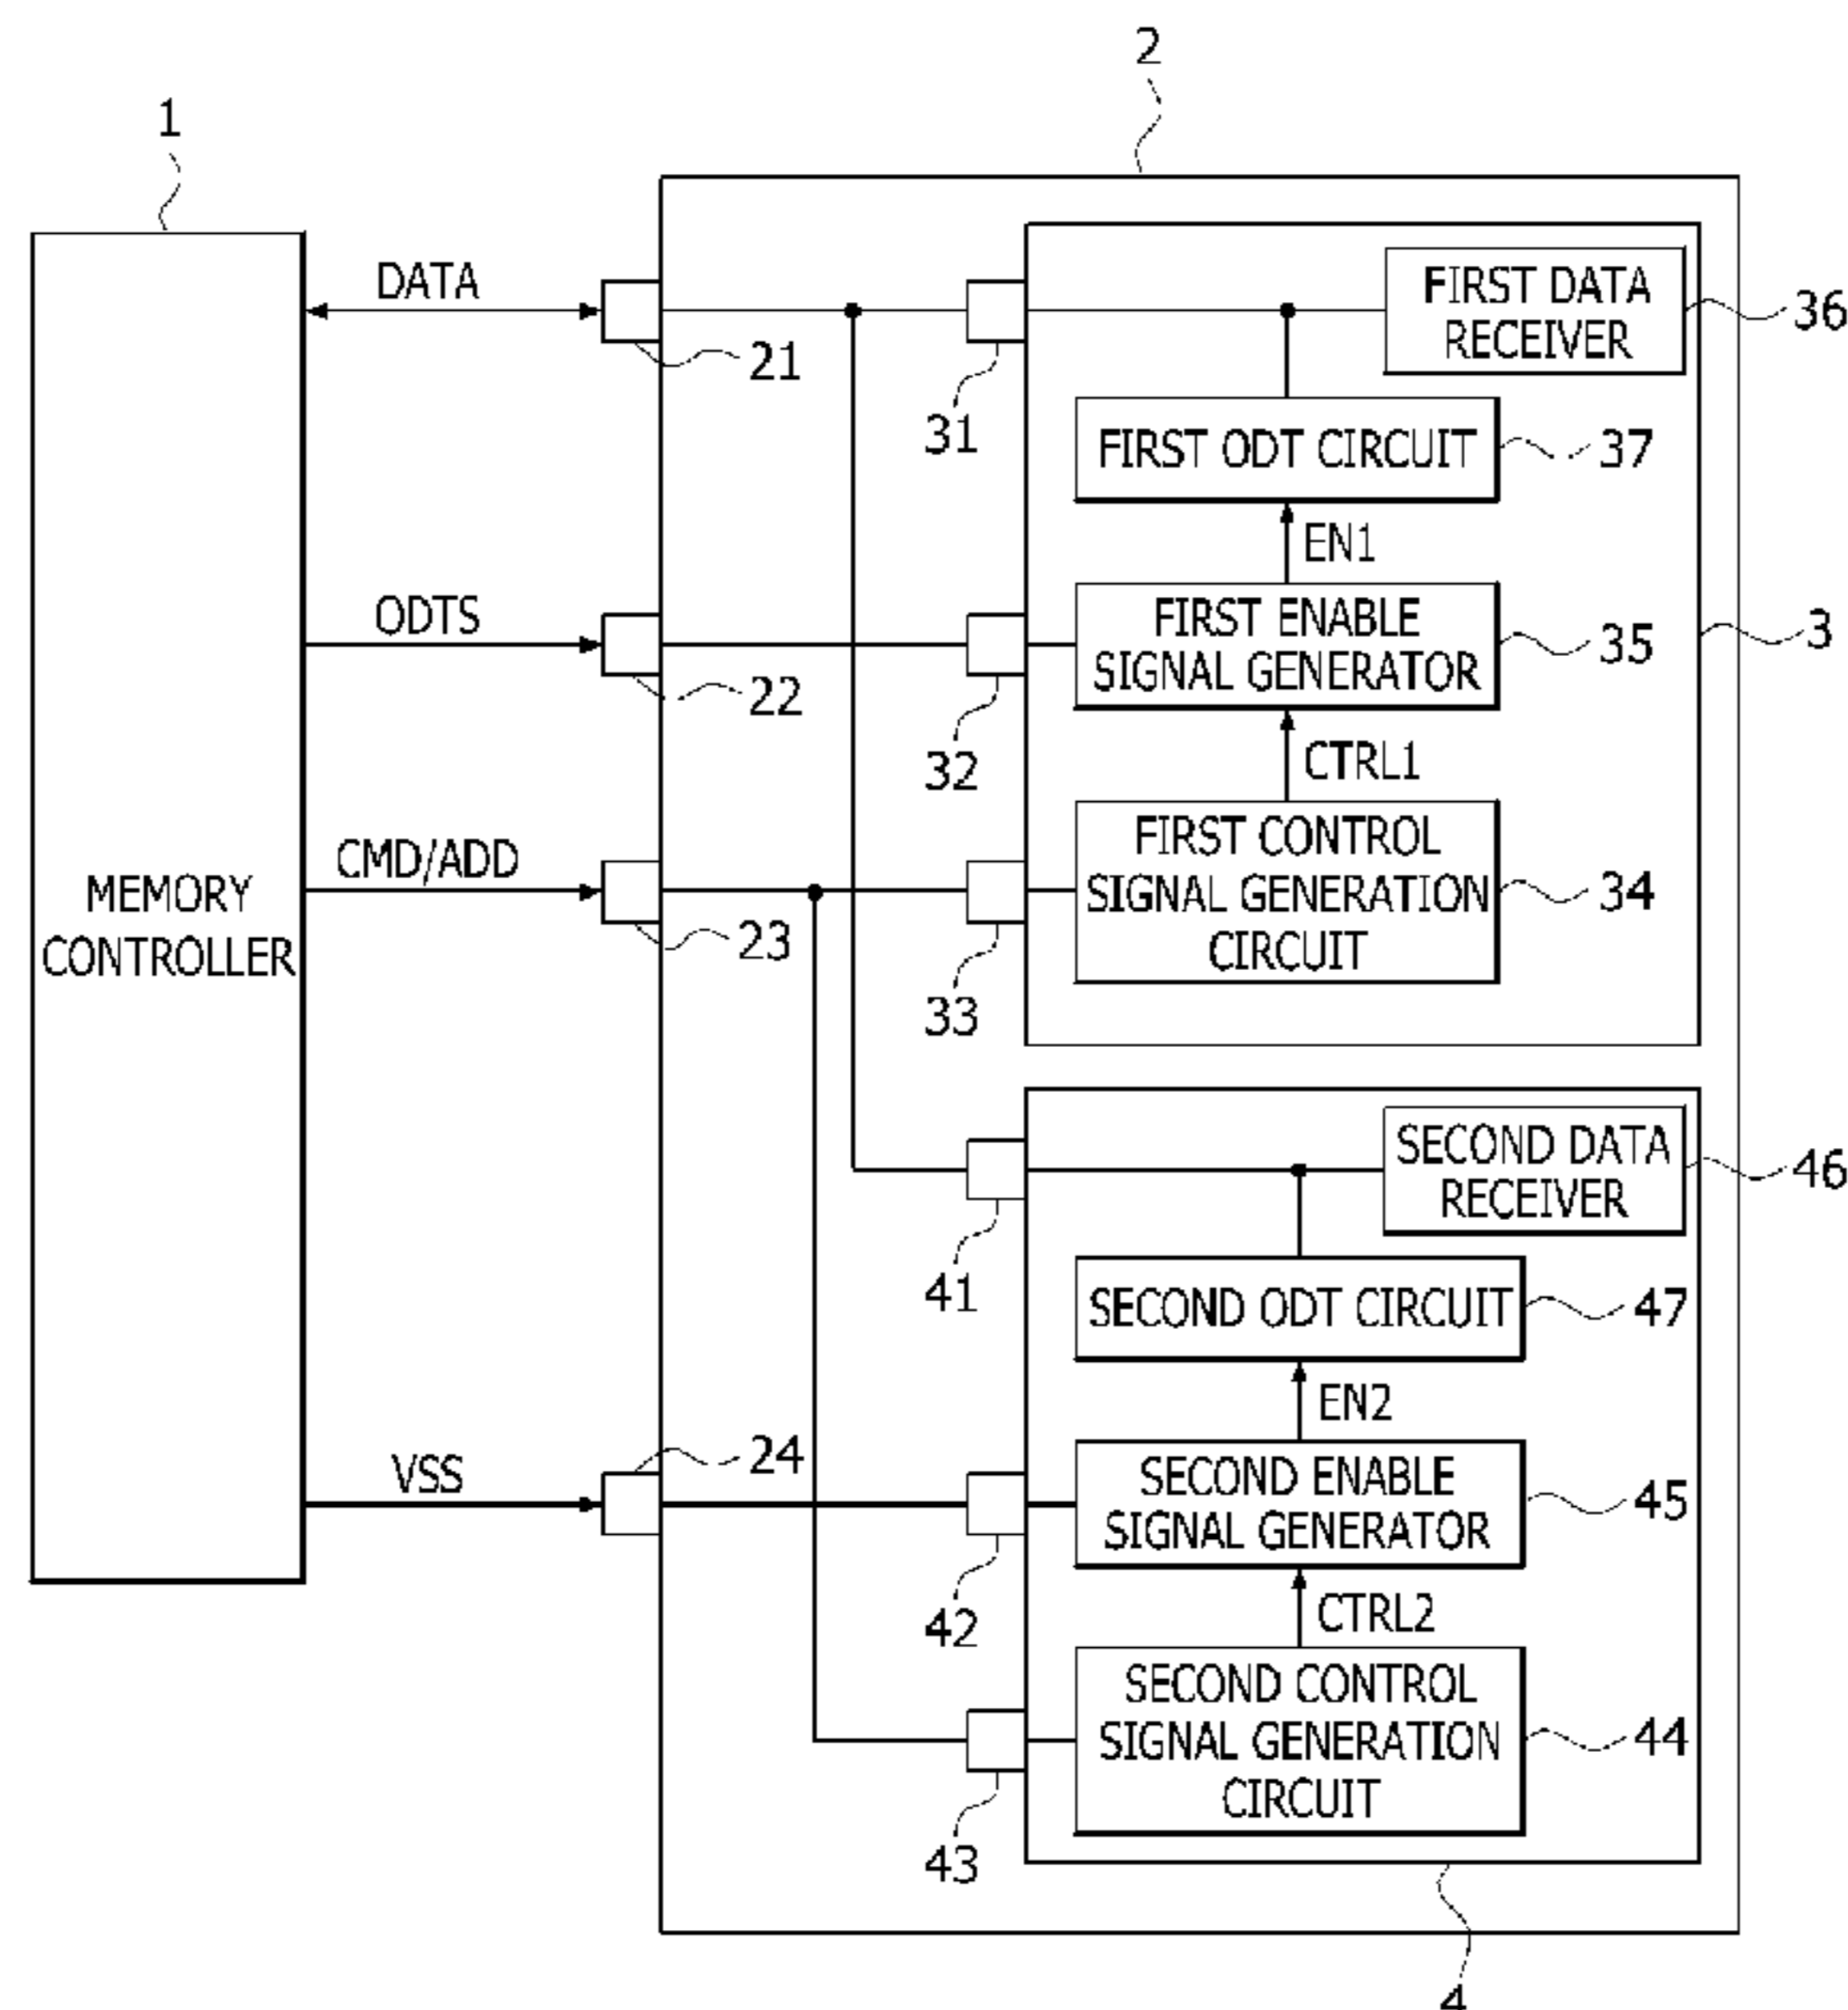 2
1
DATA
21
31
FIRST DATA
RECEIVER
36
FIRST ODT CIRCUIT
37
EN1
ODTS
22
32
FIRST ENABLE
SIGNAL GENERATOR
35
3
CTRL1
MEMORY
CONTROLLER
CMD/ADD
23
33
FIRST CONTROL
SIGNAL GENERATION
CIRCUIT
34
41
SECOND DATA
RECEIVER
46
SECOND ODT CIRCUIT
47
EN2
VSS
24
42
SECOND ENABLE
SIGNAL GENERATOR
45
CTRL2
43
SECOND CONTROL
SIGNAL GENERATION
CIRCUIT
44
4